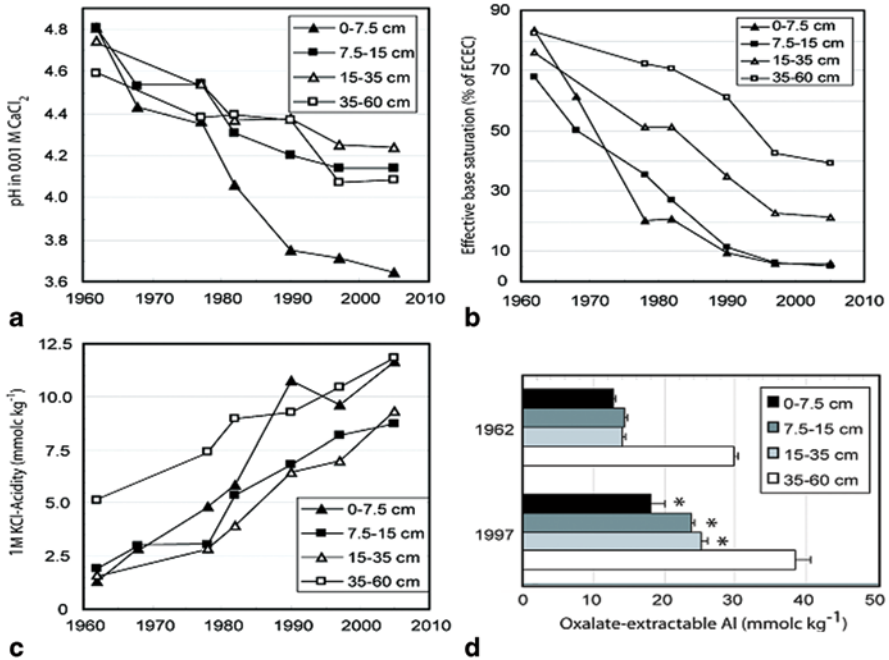 4.8
4.6
4.4
4.2
4.0
3.8
3.6
pH in 0.01 M CaCl2
0-7.5 cm
7.5-15 cm
15-35 cm
35-60 cm
1960 1970 1980 1990 2000 2010
a
90
70
50
30
10
0
Effective base saturation (% of ECEC)
0-7.5 cm
7.5-15 cm
15-35 cm
35-60 cm
1960 1970 1980 1990 2000 2010
b
12.5
10.0
7.5
5.0
2.5
0
1M KCl-Acidity (mmolc kg-1)
0-7.5 cm
7.5-15 cm
15-35 cm
35-60 cm
1960 1970 1980 1990 2000 2010
c
1962
1997
0-7.5 cm
7.5-15 cm
15-35 cm
35-60 cm
*
*
*
0 10 20 30 40 50
Oxalate-extractable Al (mmolc kg-1)
d